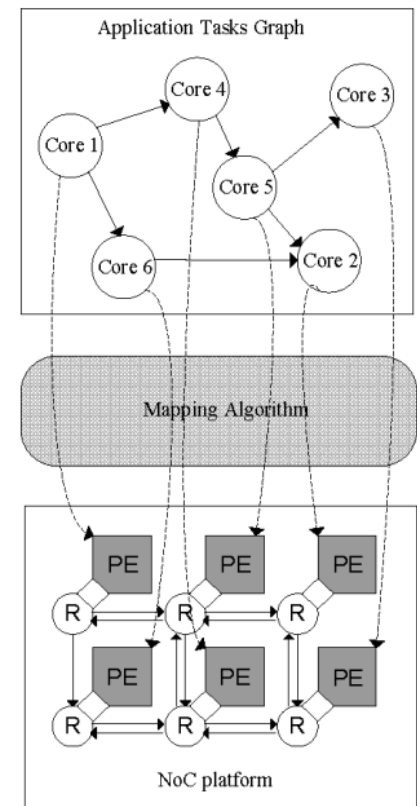 Application Tasks Graph
Core 4
Core 3
Core 1
Core 5
Core 6
Core 2
Mapping Algorithm
PE PE PE
R R R
PE PE PE
R R R
NoC platform